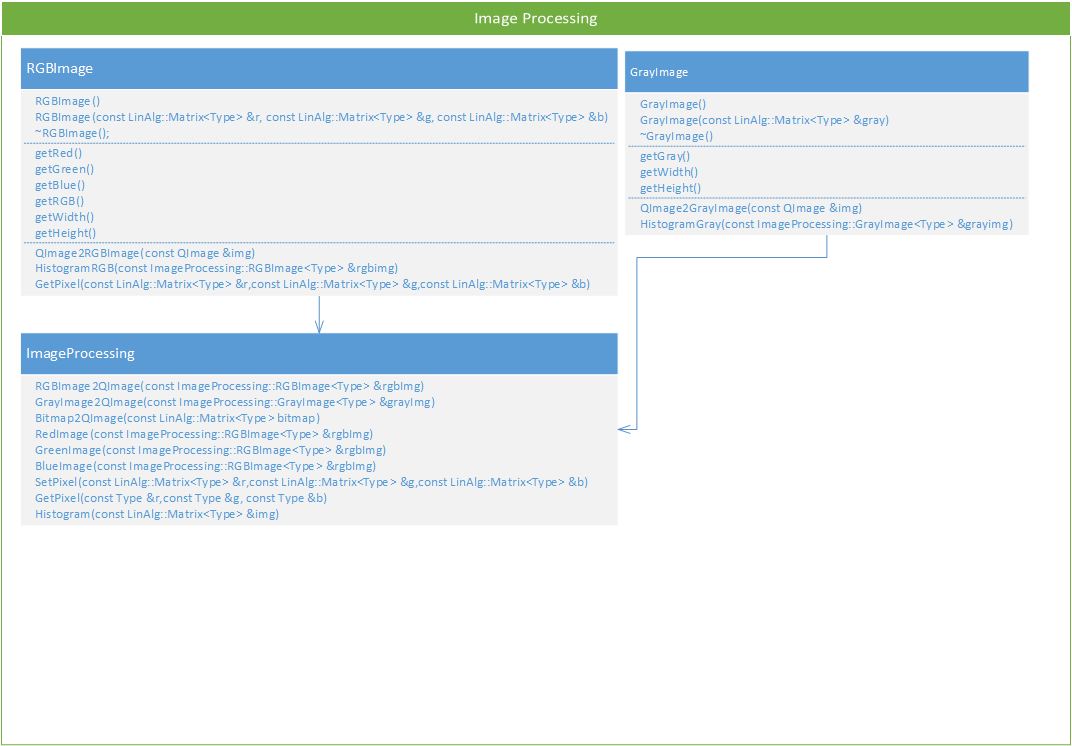 Image Processing
RGBImage
RGBImage()
RGBImage(const LinAlg::Matrix<Type> &r, const LinAlg::Matrix<Type> &g, const LinAlg::Matrix<Type> &b)
~RGBImage();
getRed()
getGreen()
getBlue()
getRGB()
getWidth()
getHeight()
QImage2RGBImage(const QImage &img)
HistogramRGB(const ImageProcessing::RGBImage<Type> &rgbimg)
GetPixel(const LinAlg::Matrix<Type> &r,const LinAlg::Matrix<Type> &g,const LinAlg::Matrix<Type> &b)
GrayImage
GrayImage()
GrayImage(const LinAlg::Matrix<Type> &gray)
~GrayImage()
getGray()
getWidth()
getHeight()
QImage2GrayImage(const QImage &img)
HistogramGray(const ImageProcessing::GrayImage<Type> &grayimg)
ImageProcessing
RGBImage2QImage(const ImageProcessing::RGBImage<Type> &rgbImg)
GrayImage2QImage(const ImageProcessing::GrayImage<Type> &grayImg)
Bitmap2QImage(const LinAlg::Matrix<Type> bitmap)
RedImage(const ImageProcessing::RGBImage<Type> &rgbImg)
GreenImage(const ImageProcessing::RGBImage<Type> &rgbImg)
BlueImage(const ImageProcessing::RGBImage<Type> &rgbImg)
SetPixel(const LinAlg::Matrix<Type> &r,const LinAlg::Matrix<Type> &g,const LinAlg::Matrix<Type> &b)
GetPixel(const Type &r,const Type &g, const Type &b)
Histogram(const LinAlg::Matrix<Type> &img)